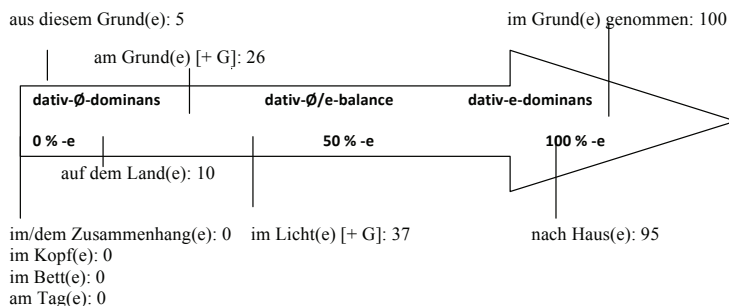 aus diesem Grund(e): 5
im Grund(e) genommen: 100
am Grund(e) [+ G]: 26
dativ-Ø-dominans
dativ-Ø/e-balance
dativ-e-dominans
0 % -e
50 % -e
100 % -e
auf dem Land(e): 10
im/dem Zusammenhang(e): 0
im Licht(e) [+ G]: 37
nach Haus(e): 95
im Kopf(e): 0
im Bett(e): 0
am Tag(e): 0